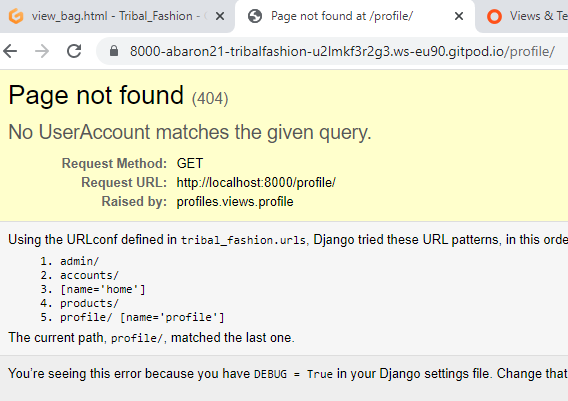 view_bag.html - Tribal_Fashion - G
Page not found at /profile/
Views & Te
8000-abaron21-tribalfashion-u2lmkf3r2g3.ws-eu90.gitpod.io/profile/
Page not found (404)
No UserAccount matches the given query.
Request Method: GET
Request URL: http://localhost:8000/profile/
Raised by: profiles.views.profile
Using the URLconf defined in tribal_fashion.urls, Django tried these URL patterns, in this orde
1. admin/
2. accounts/
3. [name='home']
4. products/
5. profile/ [name='profile']
The current path, profile/, matched the last one.
You're seeing this error because you have DEBUG = True in your Django settings file. Change that